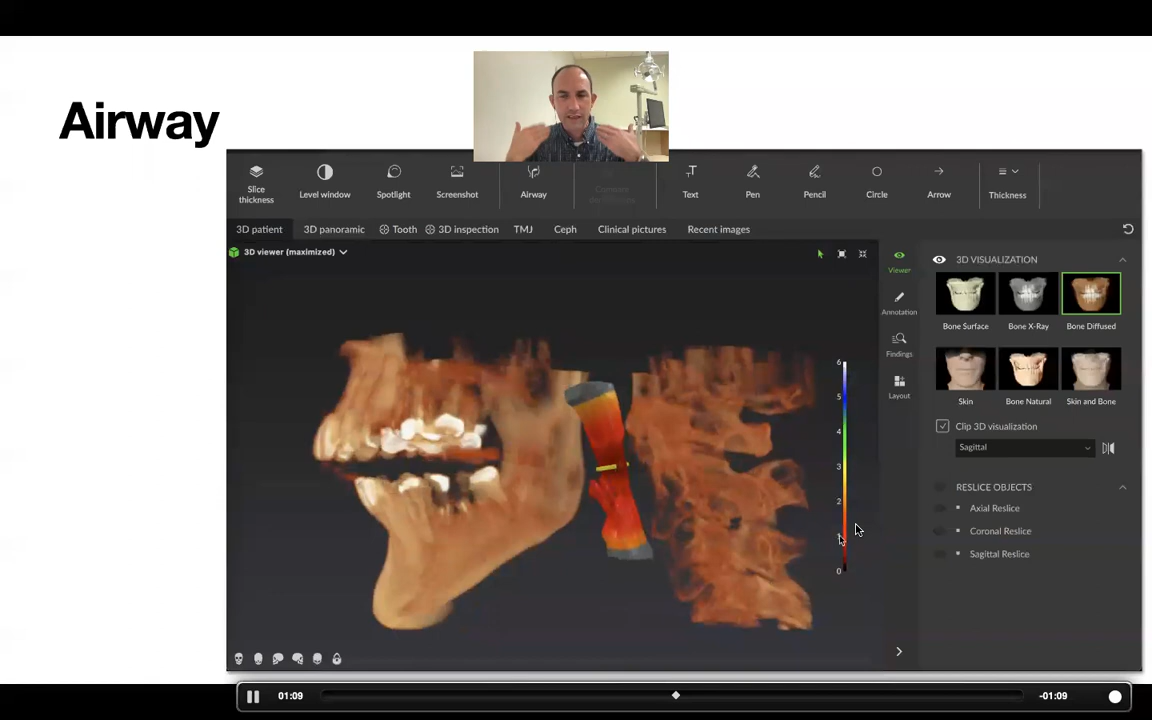 Airway
Slice thickness
Level window
Spotlight
Screenshot
Airway
Text
Pen
Pencil
Circle
Arrow
Thickness
3D patient
3D panoramic
Tooth
3D inspection
TMJ
Ceph
Clinical pictures
Recent images
3D viewer (maximized)
6
5
4
3
2
1
0
Viewer
Annotation
Findings
Layout
3D VISUALIZATION
Bone Surface
Bone X-Ray
Bone Diffused
Skin
Bone Natural
Skin and Bone
Clip 3D visualization
Sagittal
RESLICE OBJECTS
Axial Reslice
Coronal Reslice
Sagittal Reslice
01:09
-01:09